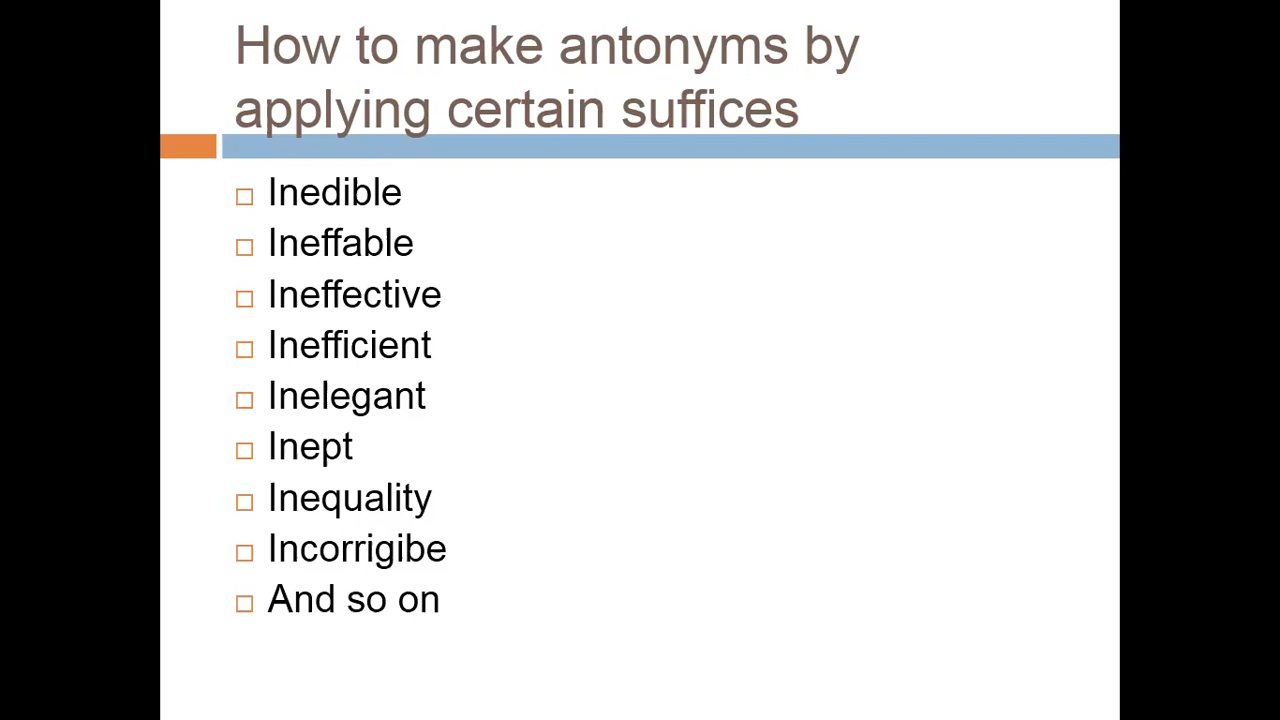 How to make antonyms by
applying certain suffices
Inedible
Ineffable
Ineffective
Inefficient
Inelegant
Inept
Inequality
Incorrigibe
And so on